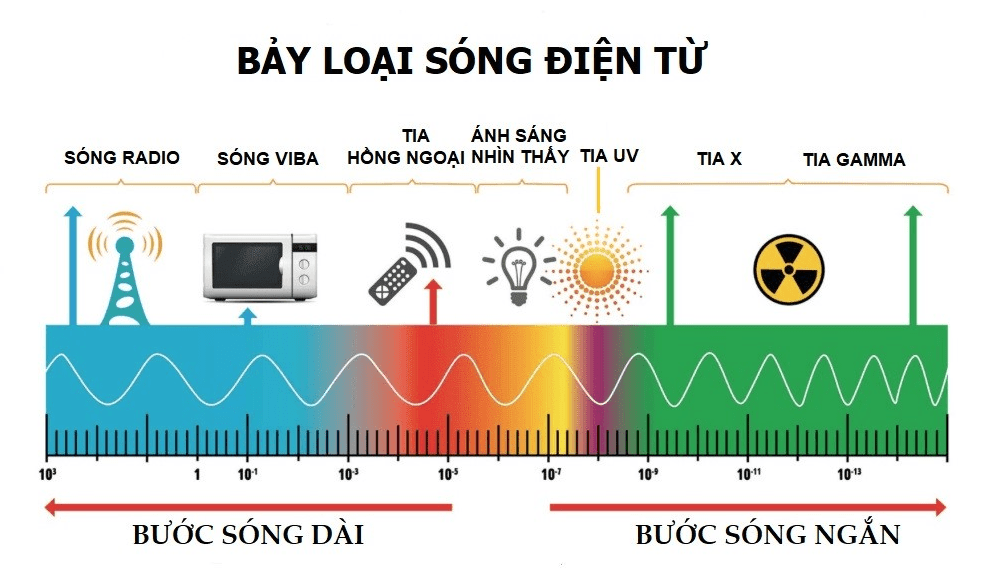 BẢY LOẠI SÓNG ĐIỆN TỪ
SÓNG RADIO
SÓNG VIBA
TIA
HỒNG NGOẠI
ÁNH SÁNG
NHÌN THẤY
TIA UV
TIA X
TIA GAMMA
10³ 1 10⁻¹ 10⁻³ 10⁻⁵ 10⁻⁷ 10⁻⁹ 10⁻¹¹ 10⁻¹³
BƯỚC SÓNG DÀI
BƯỚC SÓNG NGẮN